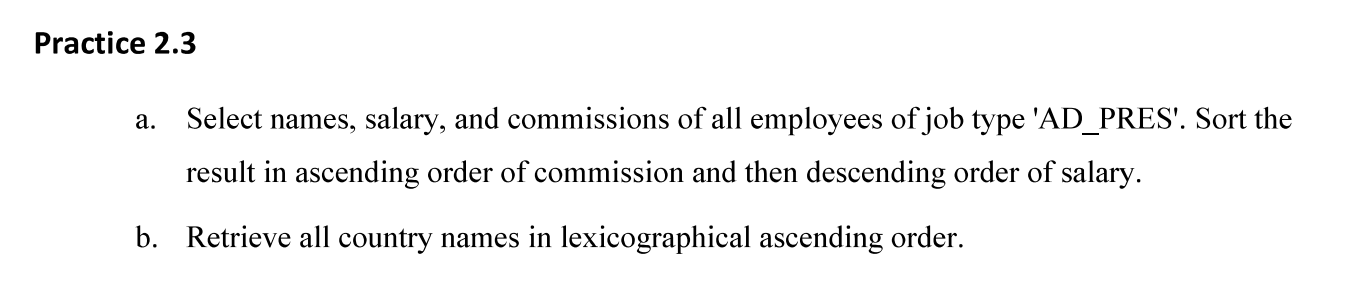 Practice 2.3
a. Select names, salary, and commissions of all employees of job type 'AD_PRES'. Sort the
result in ascending order of commission and then descending order of salary.
b. Retrieve all country names in lexicographical ascending order.